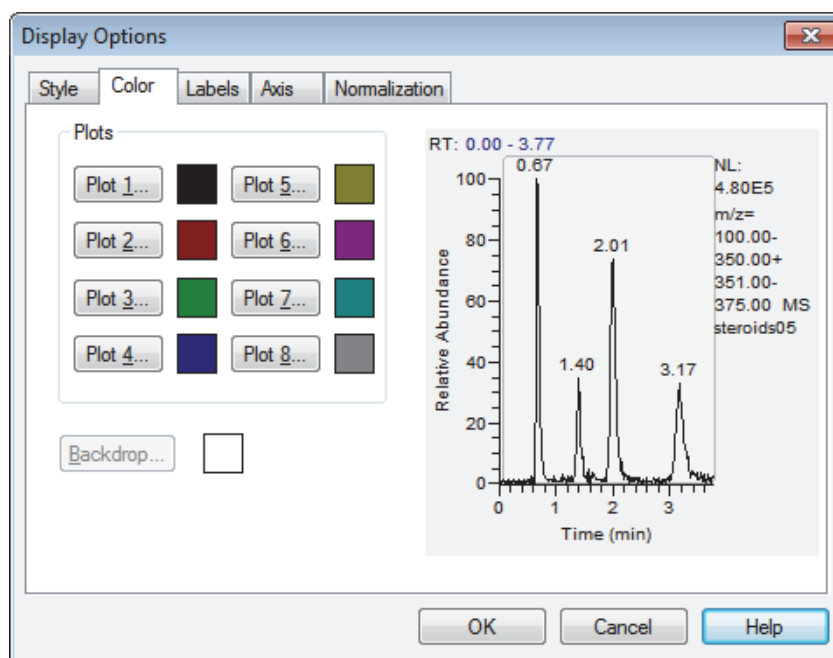 Display Options
Style Color Labels Axis Normalization
Plots
Plot 1... Plot 5...
Plot 2... Plot 6...
Plot 3... Plot 7...
Plot 4... Plot 8...
Backdrop...
RT: 0.00 - 3.77
0.67
NL:
4.80E5
m/z=
100.00-
350.00+
351.00-
375.00 MS
steroids05
100
80
60
40
20
0
Relative Abundance
2.01
1.40
3.17
0 1 2 3
Time (min)
OK Cancel Help